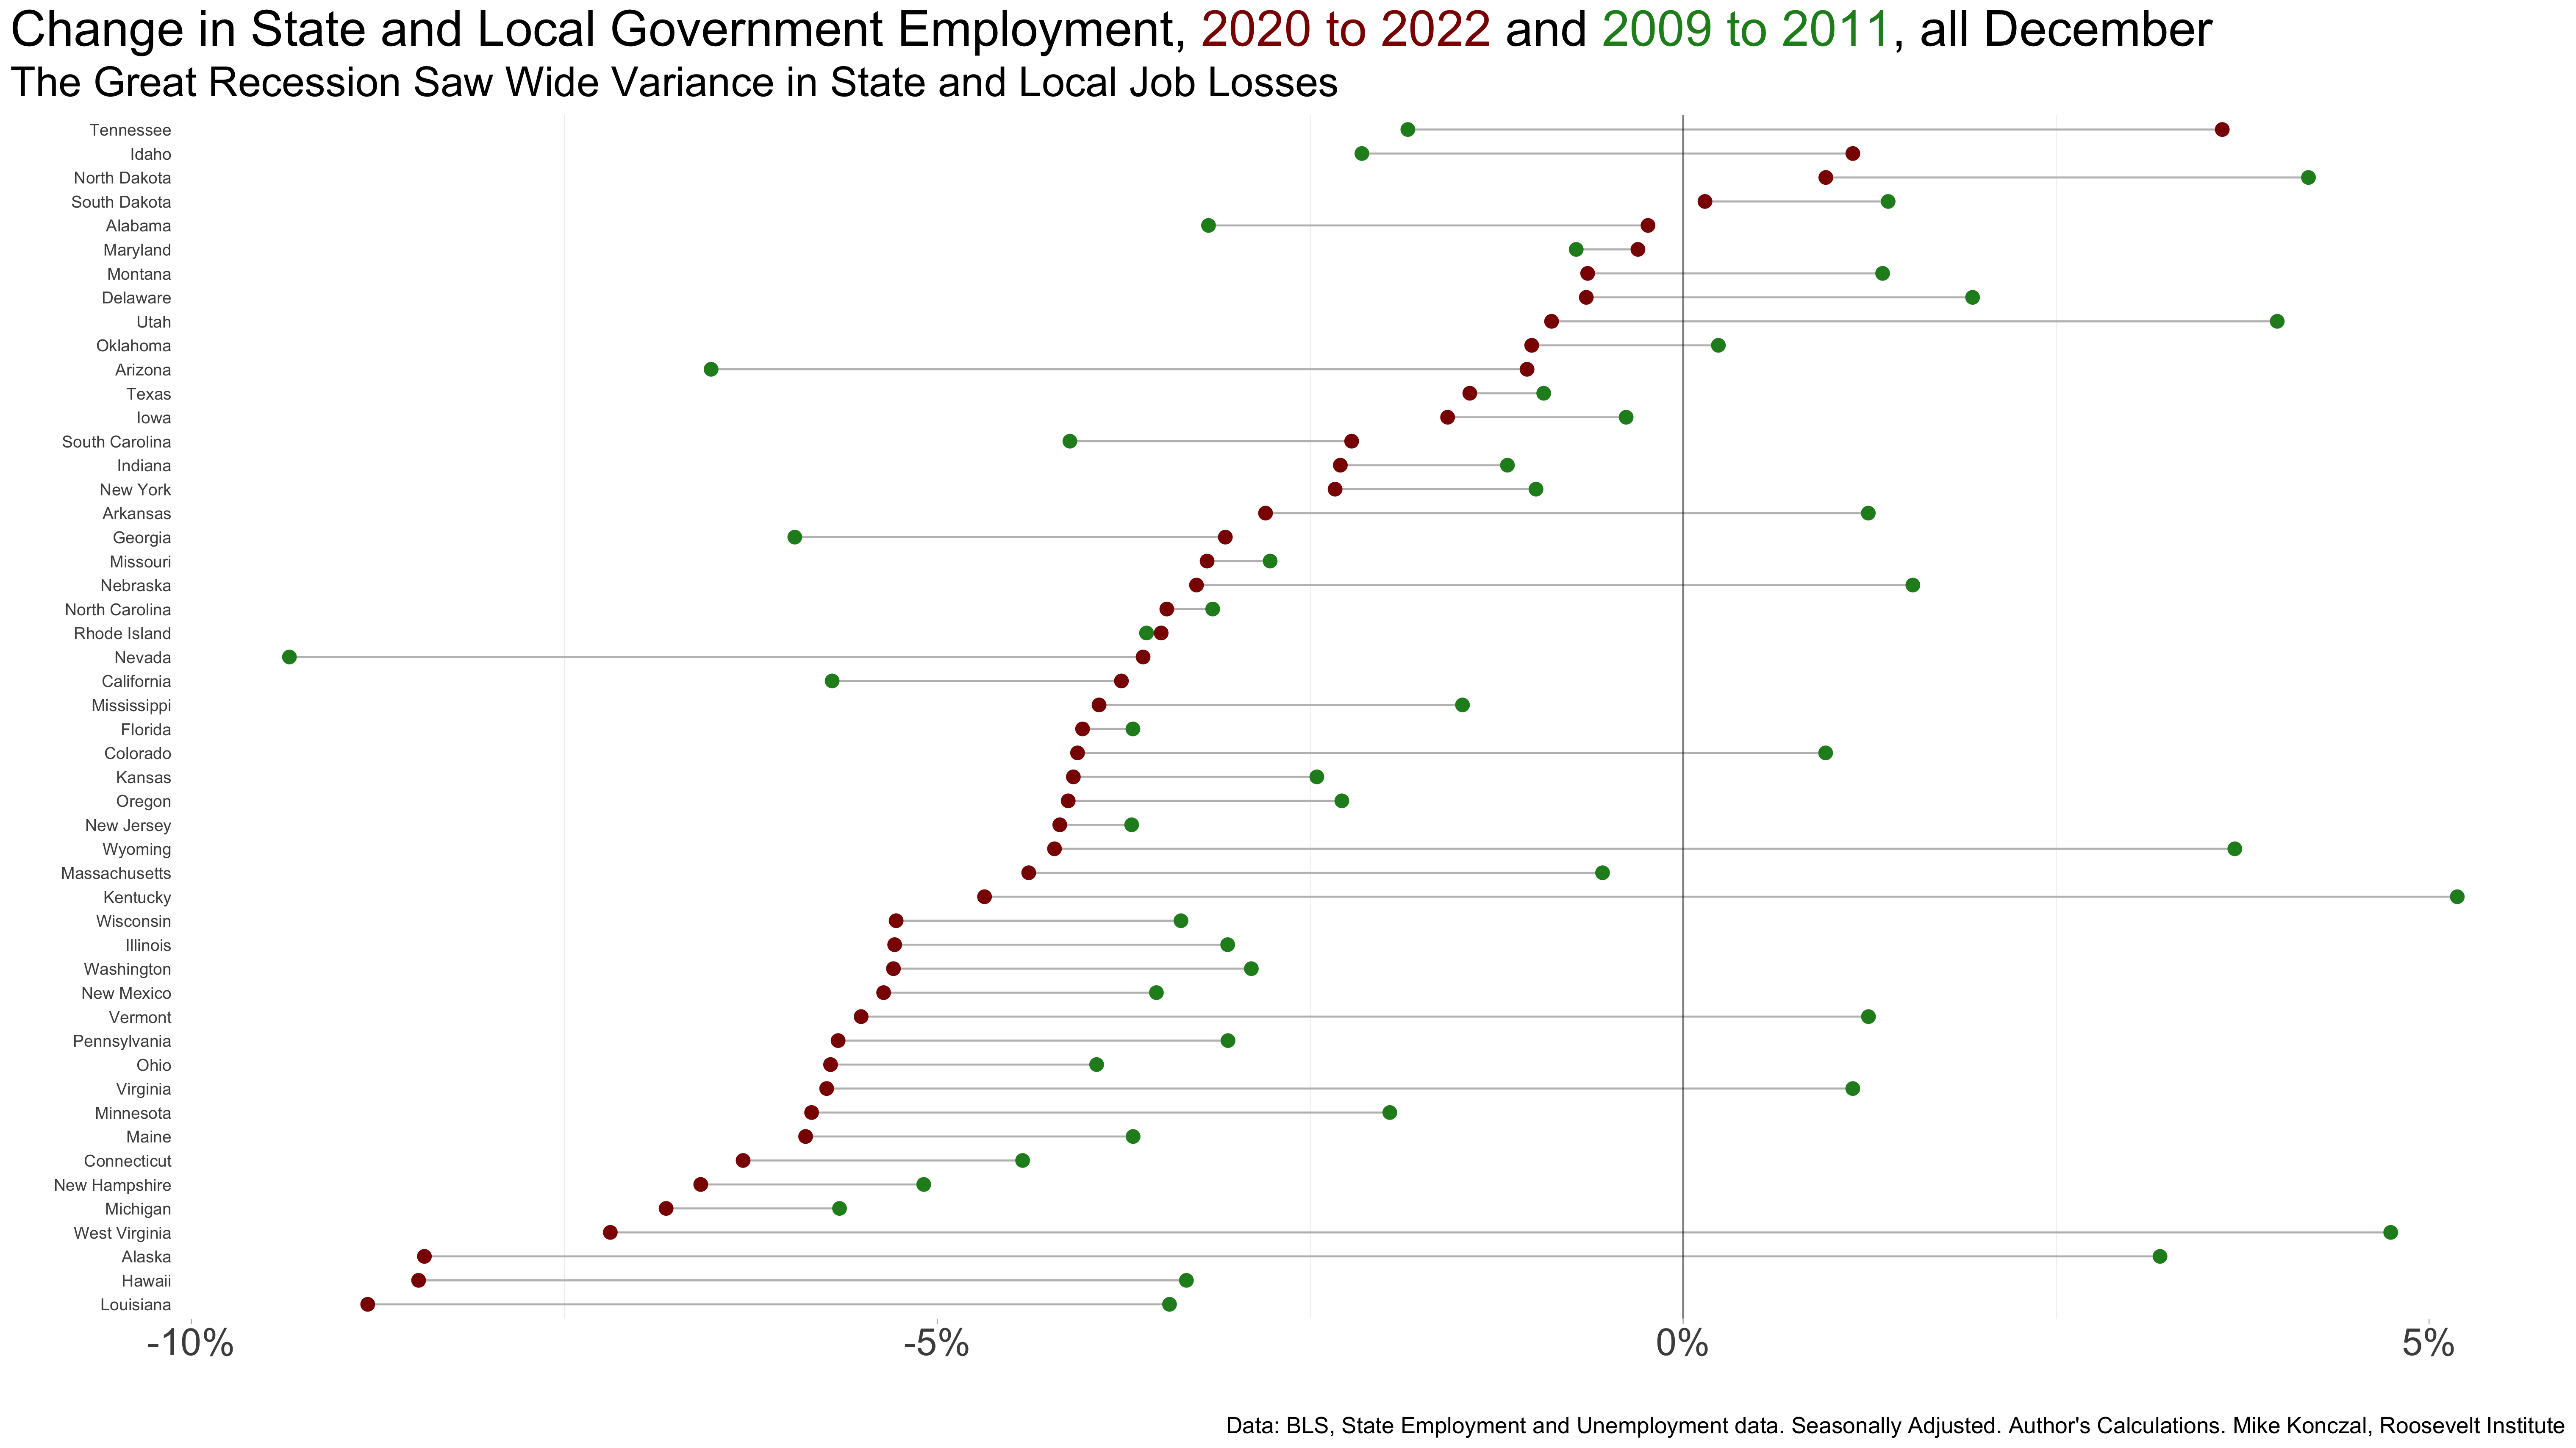 Change in State and Local Government Employment, 2020 to 2022 and 2009 to 2011, all December
The Great Recession Saw Wide Variance in State and Local Job Losses
Tennessee
Idaho
North Dakota
South Dakota
Alabama
Maryland
Montana
Delaware
Utah
Oklahoma
Arizona
Texas
Iowa
South Carolina
Indiana
New York
Arkansas
Georgia
Missouri
Nebraska
North Carolina
Rhode Island
Nevada
California
Mississippi
Florida
Colorado
Kansas
Oregon
New Jersey
Wyoming
Massachusetts
Kentucky
Wisconsin
Illinois
Washington
New Mexico
Vermont
Pennsylvania
Ohio
Virginia
Minnesota
Maine
Connecticut
New Hampshire
Michigan
West Virginia
Alaska
Hawaii
Louisiana
-10% -5% 0% 5%
Data: BLS, State Employment and Unemployment data. Seasonally Adjusted. Author's Calculations. Mike Konczal, Roosevelt Institute